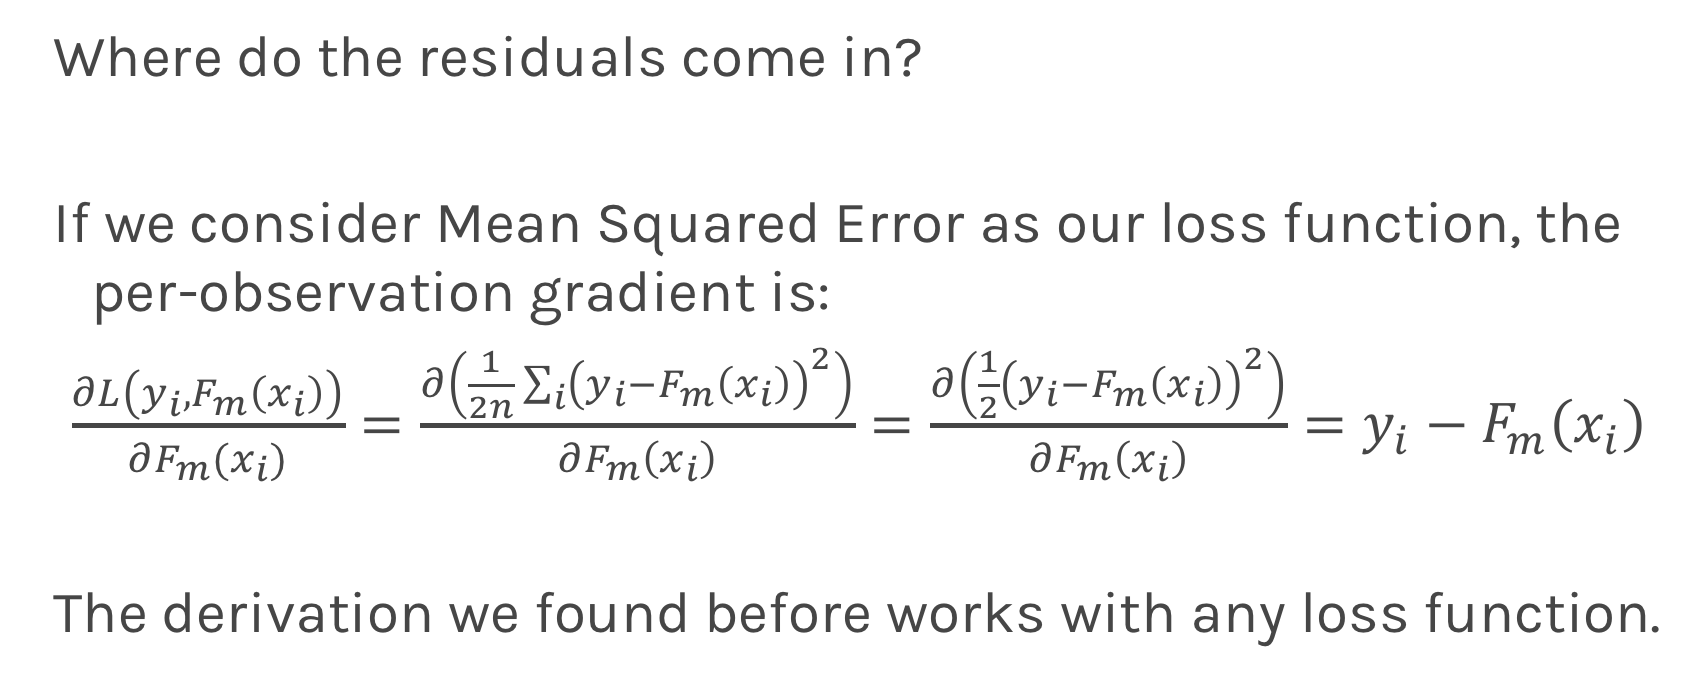 Where do the residuals come in?
If we consider Mean Squared Error as our loss function, the
per-observation gradient is:
∂L(yᵢ,Fₘ(xᵢ))/∂Fₘ(xᵢ) = ∂(1/2n ∑ᵢ(yᵢ−Fₘ(xᵢ))²)/∂Fₘ(xᵢ) = ∂(1/2(yᵢ−Fₘ(xᵢ))²)/∂Fₘ(xᵢ) = yᵢ − Fₘ(xᵢ)
The derivation we found before works with any loss function.